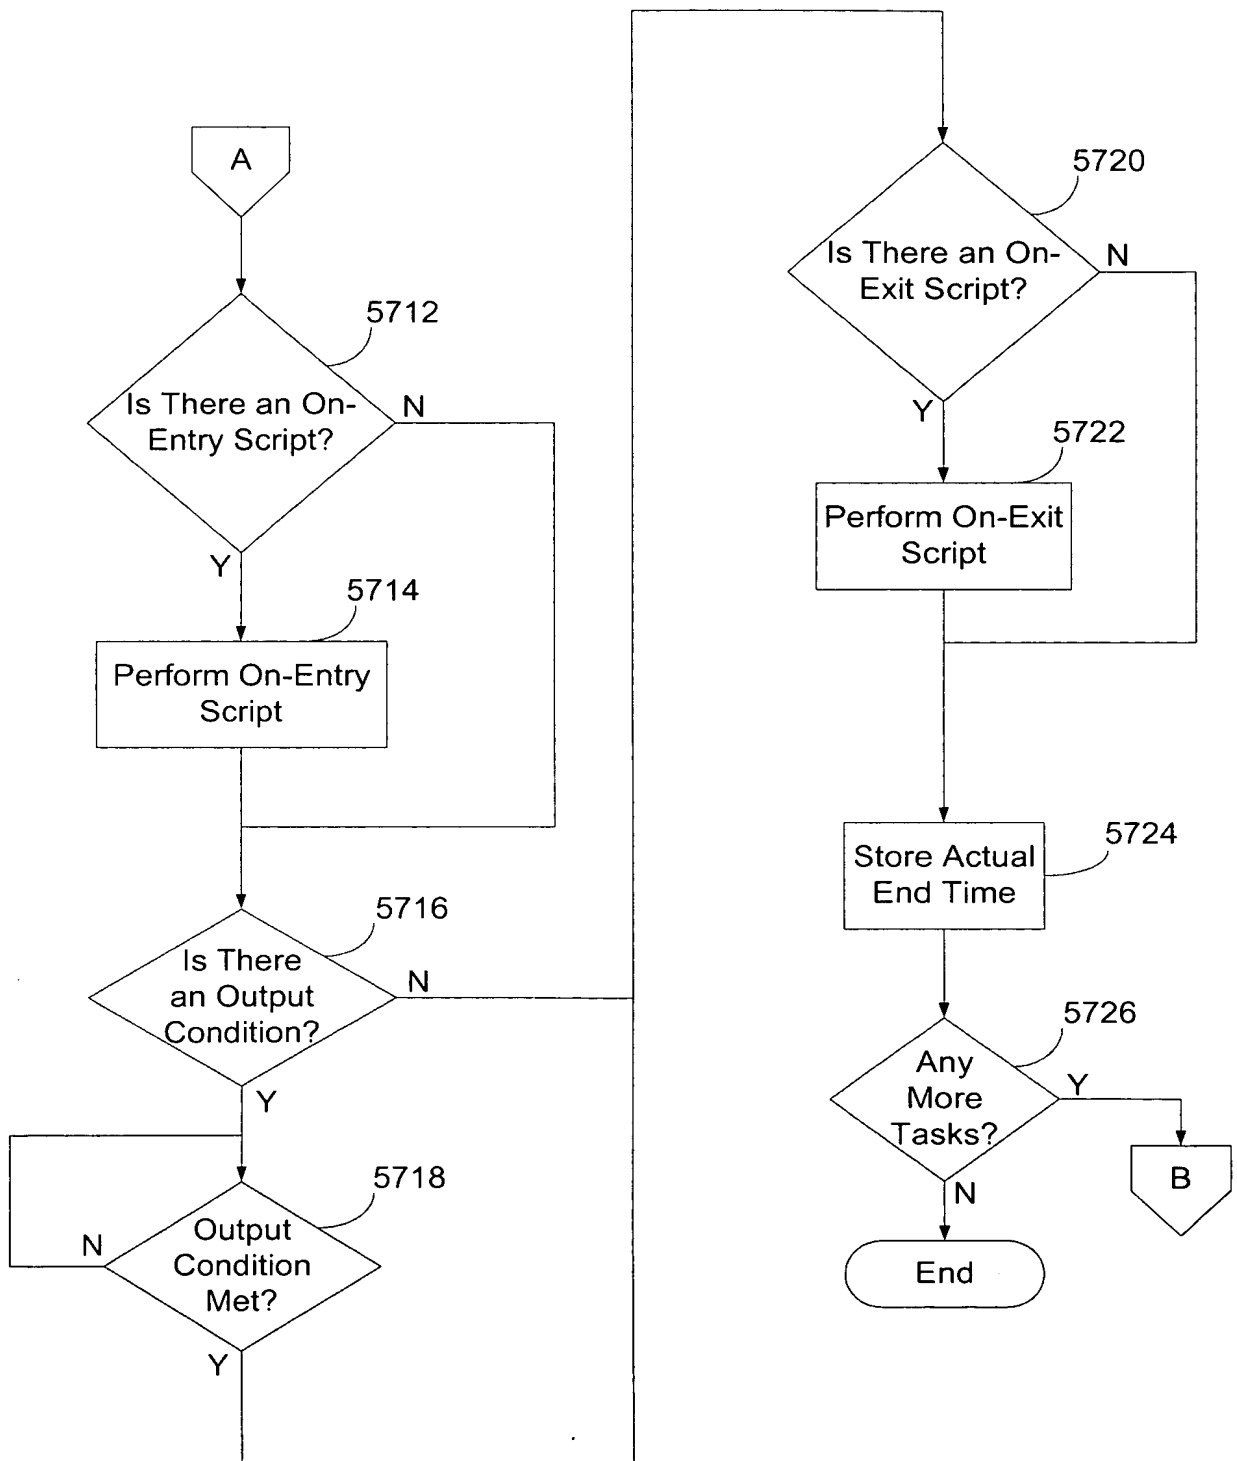 A
5712
Is There an On-
Entry Script?
N
Y
5714
Perform On-Entry
Script
5716
Is There
an Output
Condition?
N
Y
5718
Output
Condition
Met?
N
Y
5720
Is There an On-
Exit Script?
N
Y
5722
Perform On-Exit
Script
5724
Store Actual
End Time
5726
Any
More
Tasks?
Y
B
N
End